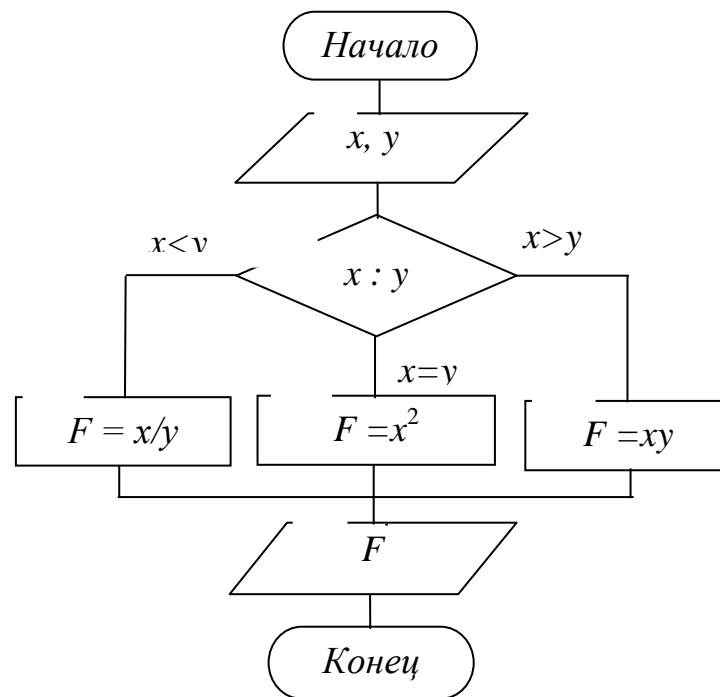 Начало
x, y
x<y
x>y
x : y
x=y
F = x/y
F =x²
F =xy
F
Конец